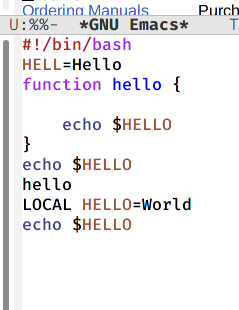 Ordering Manuals Purch
U:%%- *GNU Emacs* T
#!/bin/bash
HELL=Hello
function hello {
echo $HELLO
}
echo $HELLO
hello
LOCAL HELLO=World
echo $HELLO